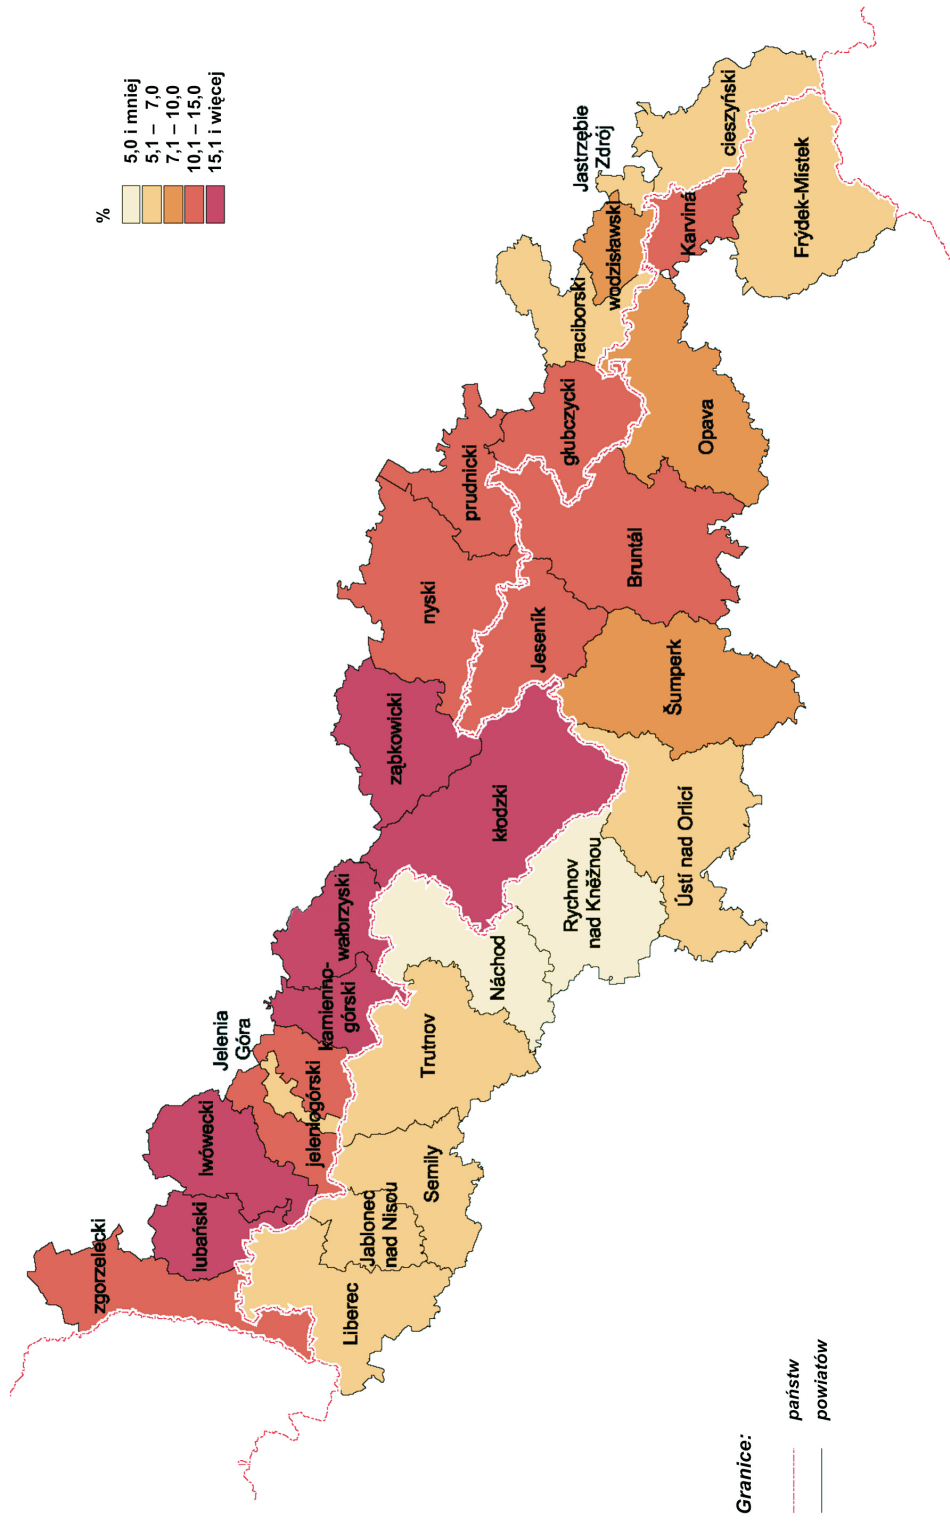 %
5,0 i mniej
5,1 – 7,0
7,1 – 10,0
10,1 – 15,0
15,1 i więcej
zgorzelecki
lubański
lwówecki
Jelenia
Góra
jeleniogórski
kamienno-
górski
wałbrzyski
kłodzki
ząbkowicki
nyski
prudnicki
głubczycki
raciborski
wodzisławski
Jastrzębie
Zdrój
cieszyński
Liberec
Jablonec
nad Nisou
Semily
Trutnov
Náchod
Rychnov
nad Kněžnou
Ústí nad Orlicí
Šumperk
Jeseník
Bruntál
Opava
Karviná
Frýdek-Místek
Granice:
państw
powiatów